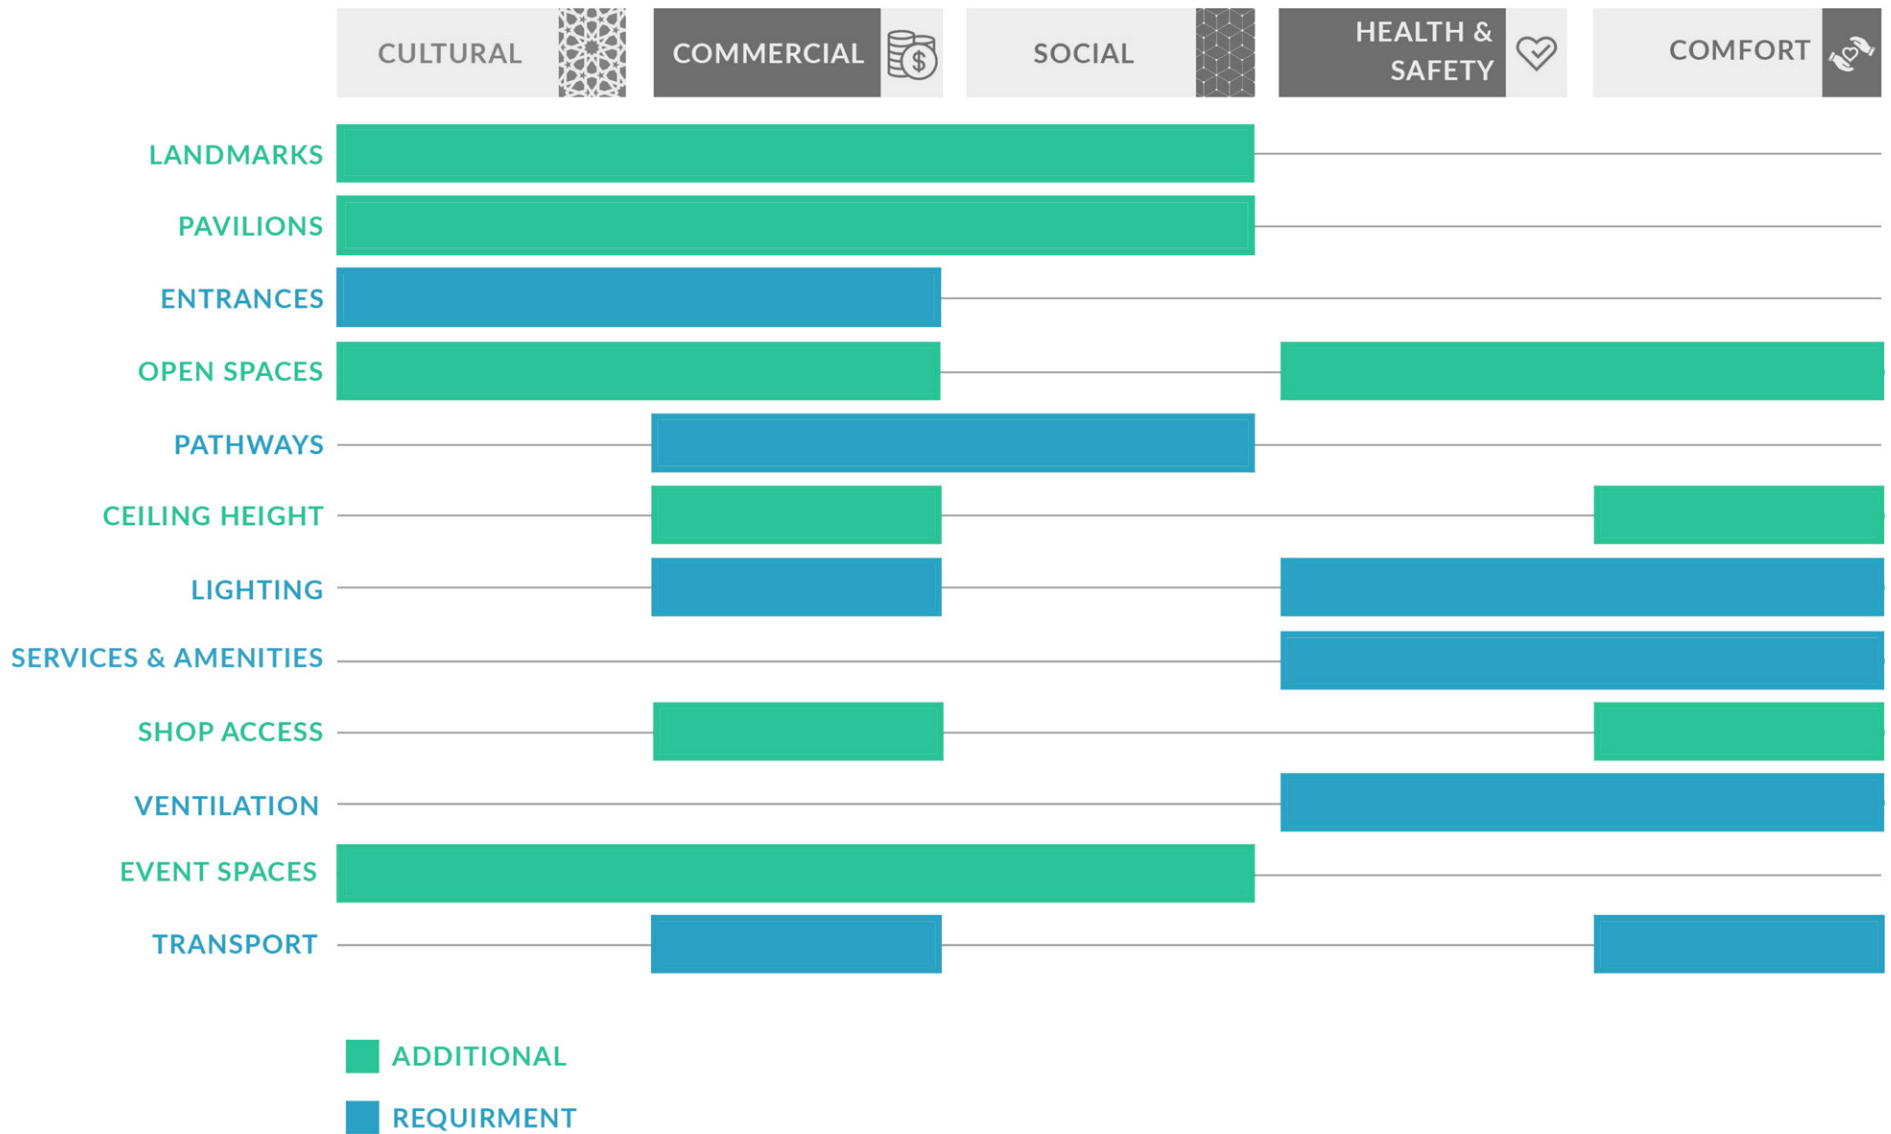 CULTURAL
COMMERCIAL
$
SOCIAL
HEALTH &
SAFETY
COMFORT
LANDMARKS
PAVILIONS
ENTRANCES
OPEN SPACES
PATHWAYS
CEILING HEIGHT
LIGHTING
SERVICES & AMENITIES
SHOP ACCESS
VENTILATION
EVENT SPACES
TRANSPORT
ADDITIONAL
REQUIRMENT